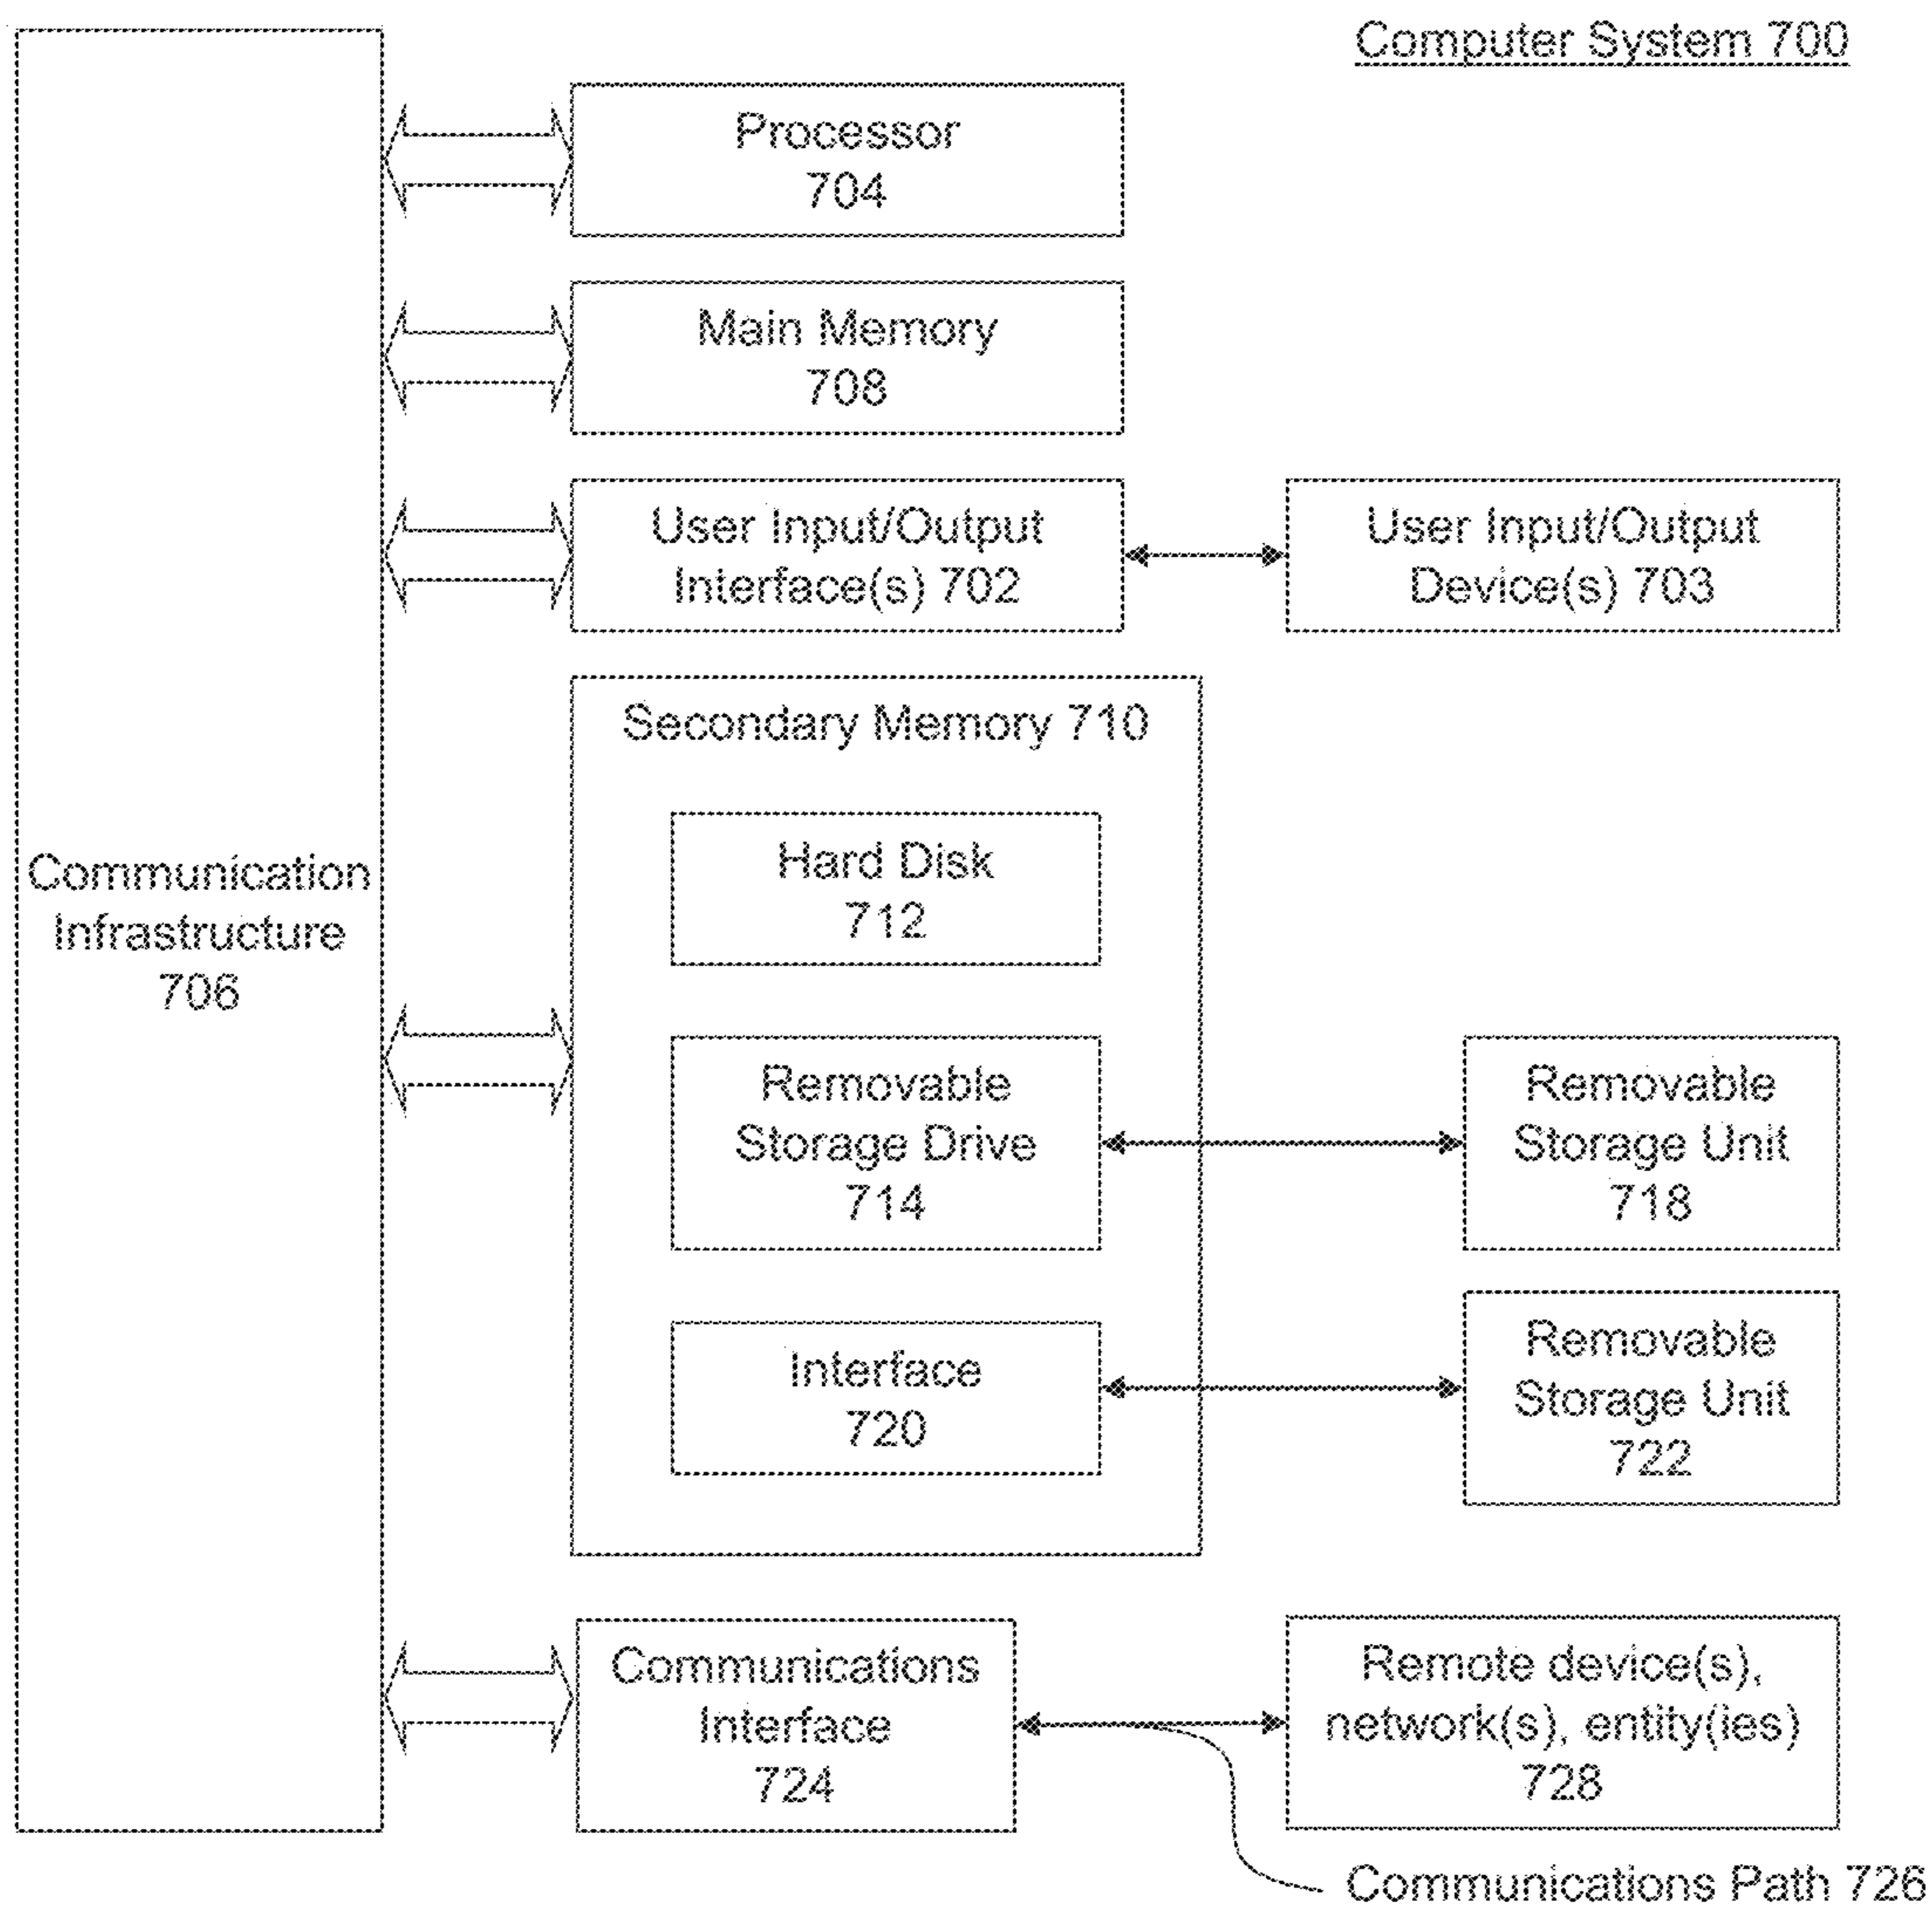 Computer System 700
Processor
704
Main Memory
708
User Input/Output
Interface(s) 702
User Input/Output
Device(s) 703
Secondary Memory 710
Hard Disk
712
Communication
Infrastructure
706
Removable
Storage Drive
714
Removable
Storage Unit
718
Interface
720
Removable
Storage Unit
722
Communications
Interface
724
Remote device(s),
network(s), entity(ies)
728
Communications Path 726